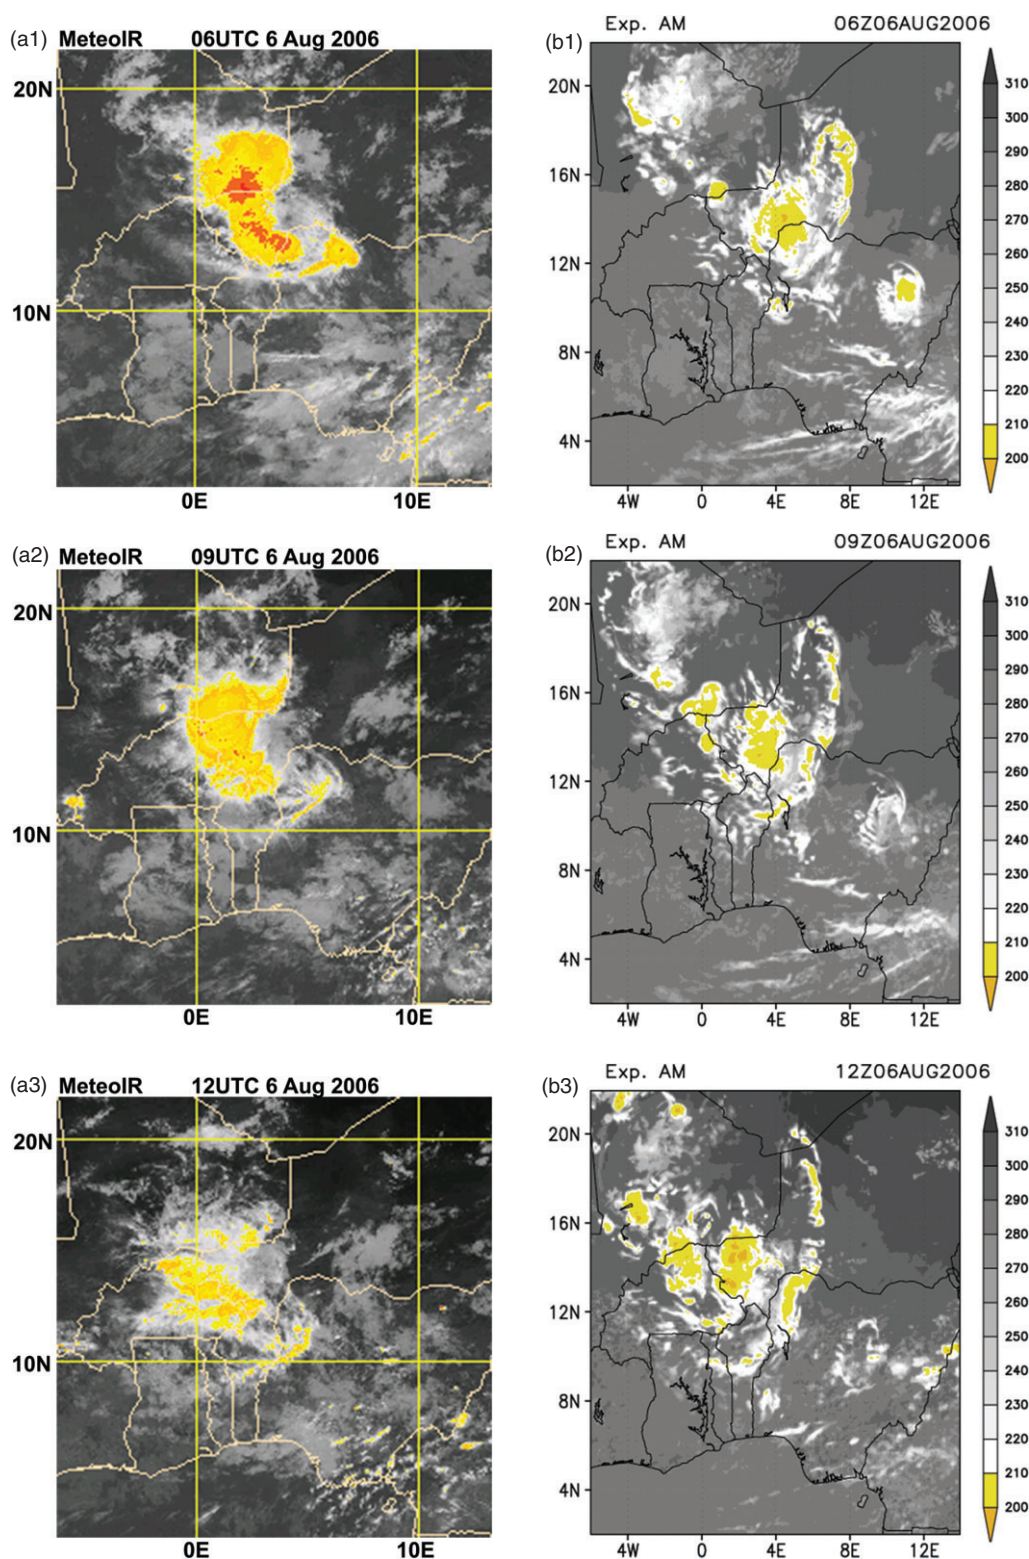 (a1) MeteoIR 06UTC 6 Aug 2006
20N
10N
0E 10E
(b1) Exp. AM 06Z06AUG2006
20N
16N
12N
8N
4N
4W 0 4E 8E 12E
310
300
290
280
270
260
250
240
230
220
210
200
(a2) MeteoIR 09UTC 6 Aug 2006
20N
10N
0E 10E
(b2) Exp. AM 09Z06AUG2006
20N
16N
12N
8N
4N
4W 0 4E 8E 12E
310
300
290
280
270
260
250
240
230
220
210
200
(a3) MeteoIR 12UTC 6 Aug 2006
20N
10N
0E 10E
(b3) Exp. AM 12Z06AUG2006
20N
16N
12N
8N
4N
4W 0 4E 8E 12E
310
300
290
280
270
260
250
240
230
220
210
200